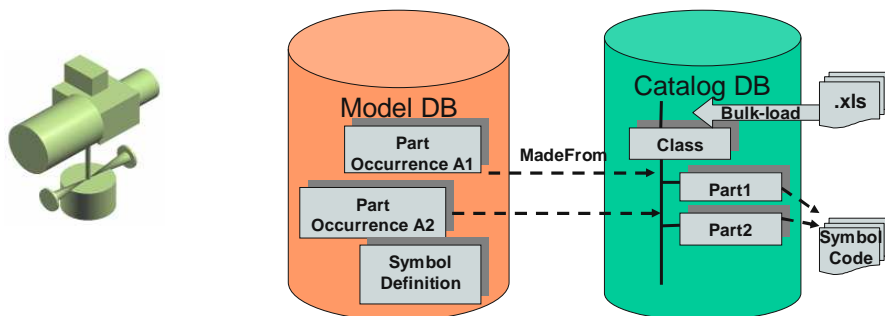 Model DB
Part
Occurrence A1
Part
Occurrence A2
Symbol
Definition
MadeFrom
Catalog DB
Bulk-load
.xls
Class
Part1
Part2
Symbol
Code